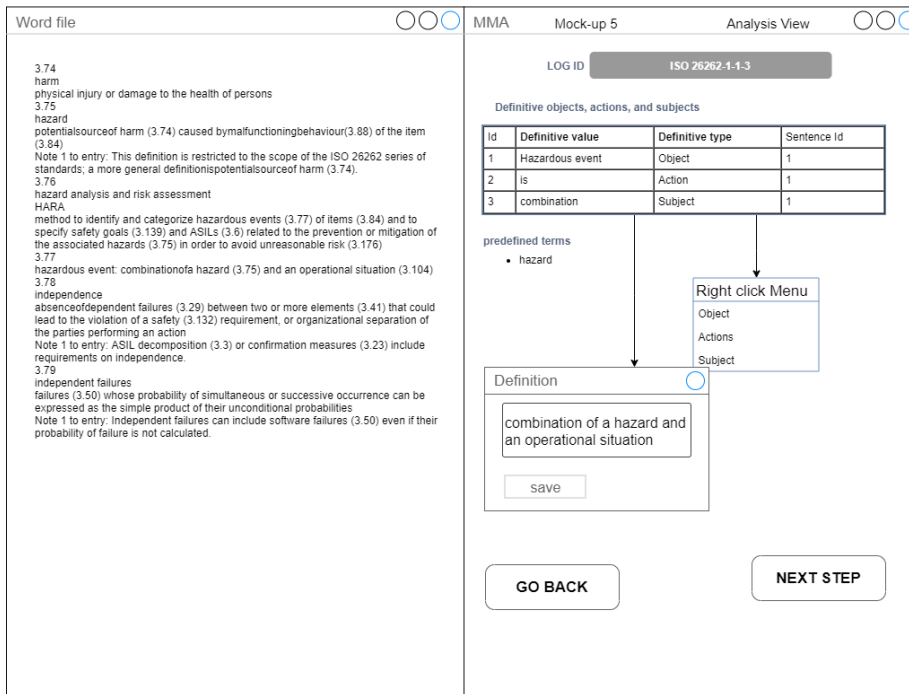 Word file
3.74
harm
physical injury or damage to the health of persons
3.75
hazard
potentialsourceof harm (3.74) caused bymalfunctioningbehaviour(3.88) of the item
(3.84)
Note 1 to entry: This definition is restricted to the scope of the ISO 26262 series of
standards; a more general definitionispotentialsourceof harm (3.74).
3.76
hazard analysis and risk assessment
HARA
method to identify and categorize hazardous events (3.77) of items (3.84) and to
specify safety goals (3.139) and ASILs (3.6) related to the prevention or mitigation of
the associated hazards (3.75) in order to avoid unreasonable risk (3.176)
3.77
hazardous event: combinationofa hazard (3.75) and an operational situation (3.104)
3.78
independence
absenceofdependent failures (3.29) between two or more elements (3.41) that could
lead to the violation of a safety (3.132) requirement, or organizational separation of
the parties performing an action
Note 1 to entry: ASIL decomposition (3.3) or confirmation measures (3.23) include
requirements on independence.
3.79
independent failures
failures (3.50) whose probability of simultaneous or successive occurrence can be
expressed as the simple product of their unconditional probabilities
Note 1 to entry: Independent failures can include software failures (3.50) even if their
probability of failure is not calculated.
MMA Mock-up 5 Analysis View
LOG ID ISO 26262-1-1-3
Definitive objects, actions, and subjects
Id Definitive value Definitive type Sentence Id
1 Hazardous event Object 1
2 is Action 1
3 combination Subject 1
predefined terms
• hazard
Right click Menu
Object
Actions
Subject
Definition
combination of a hazard and
an operational situation
save
GO BACK
NEXT STEP